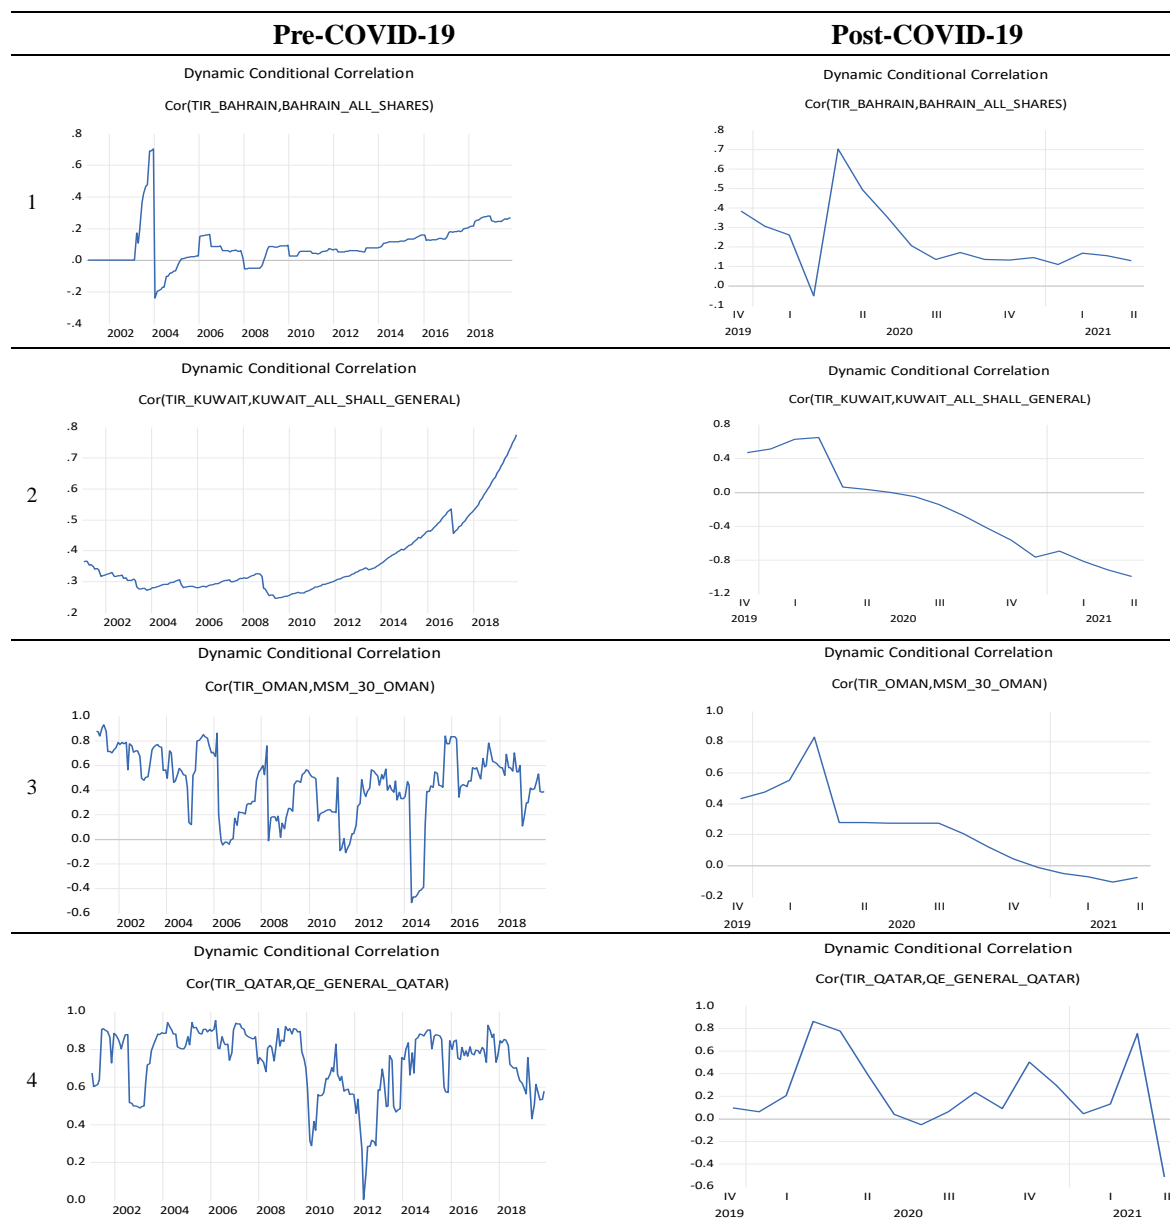 Pre-COVID-19 Post-COVID-19
Dynamic Conditional Correlation
Cor(TIR_BAHRAIN,BAHRAIN_ALL_SHARES)
.8
.6
.4
.2
.0
-.2
-.4
2002 2004 2006 2008 2010 2012 2014 2016 2018
1
Dynamic Conditional Correlation
Cor(TIR_BAHRAIN,BAHRAIN_ALL_SHARES)
.8
.7
.6
.5
.4
.3
.2
.1
.0
-.1
IV I II III IV I II
2019 2020 2021
Dynamic Conditional Correlation
Cor(TIR_KUWAIT,KUWAIT_ALL_SHALL_GENERAL)
.8
.7
.6
.5
.4
.3
.2
2002 2004 2006 2008 2010 2012 2014 2016 2018
2
Dynamic Conditional Correlation
Cor(TIR_KUWAIT,KUWAIT_ALL_SHALL_GENERAL)
0.8
0.4
0.0
-0.4
-0.8
-1.2
IV I II III IV I II
2019 2020 2021
Dynamic Conditional Correlation
Cor(TIR_OMAN,MSM_30_OMAN)
1.0
0.8
0.6
0.4
0.2
0.0
-0.2
-0.4
-0.6
2002 2004 2006 2008 2010 2012 2014 2016 2018
3
Dynamic Conditional Correlation
Cor(TIR_OMAN,MSM_30_OMAN)
1.0
0.8
0.6
0.4
0.2
0.0
-0.2
IV I II III IV I II
2019 2020 2021
Dynamic Conditional Correlation
Cor(TIR_QATAR,QE_GENERAL_QATAR)
1.0
0.8
0.6
0.4
0.2
0.0
2002 2004 2006 2008 2010 2012 2014 2016 2018
4
Dynamic Conditional Correlation
Cor(TIR_QATAR,QE_GENERAL_QATAR)
1.0
0.8
0.6
0.4
0.2
0.0
-0.2
-0.4
-0.6
IV I II III IV I II
2019 2020 2021